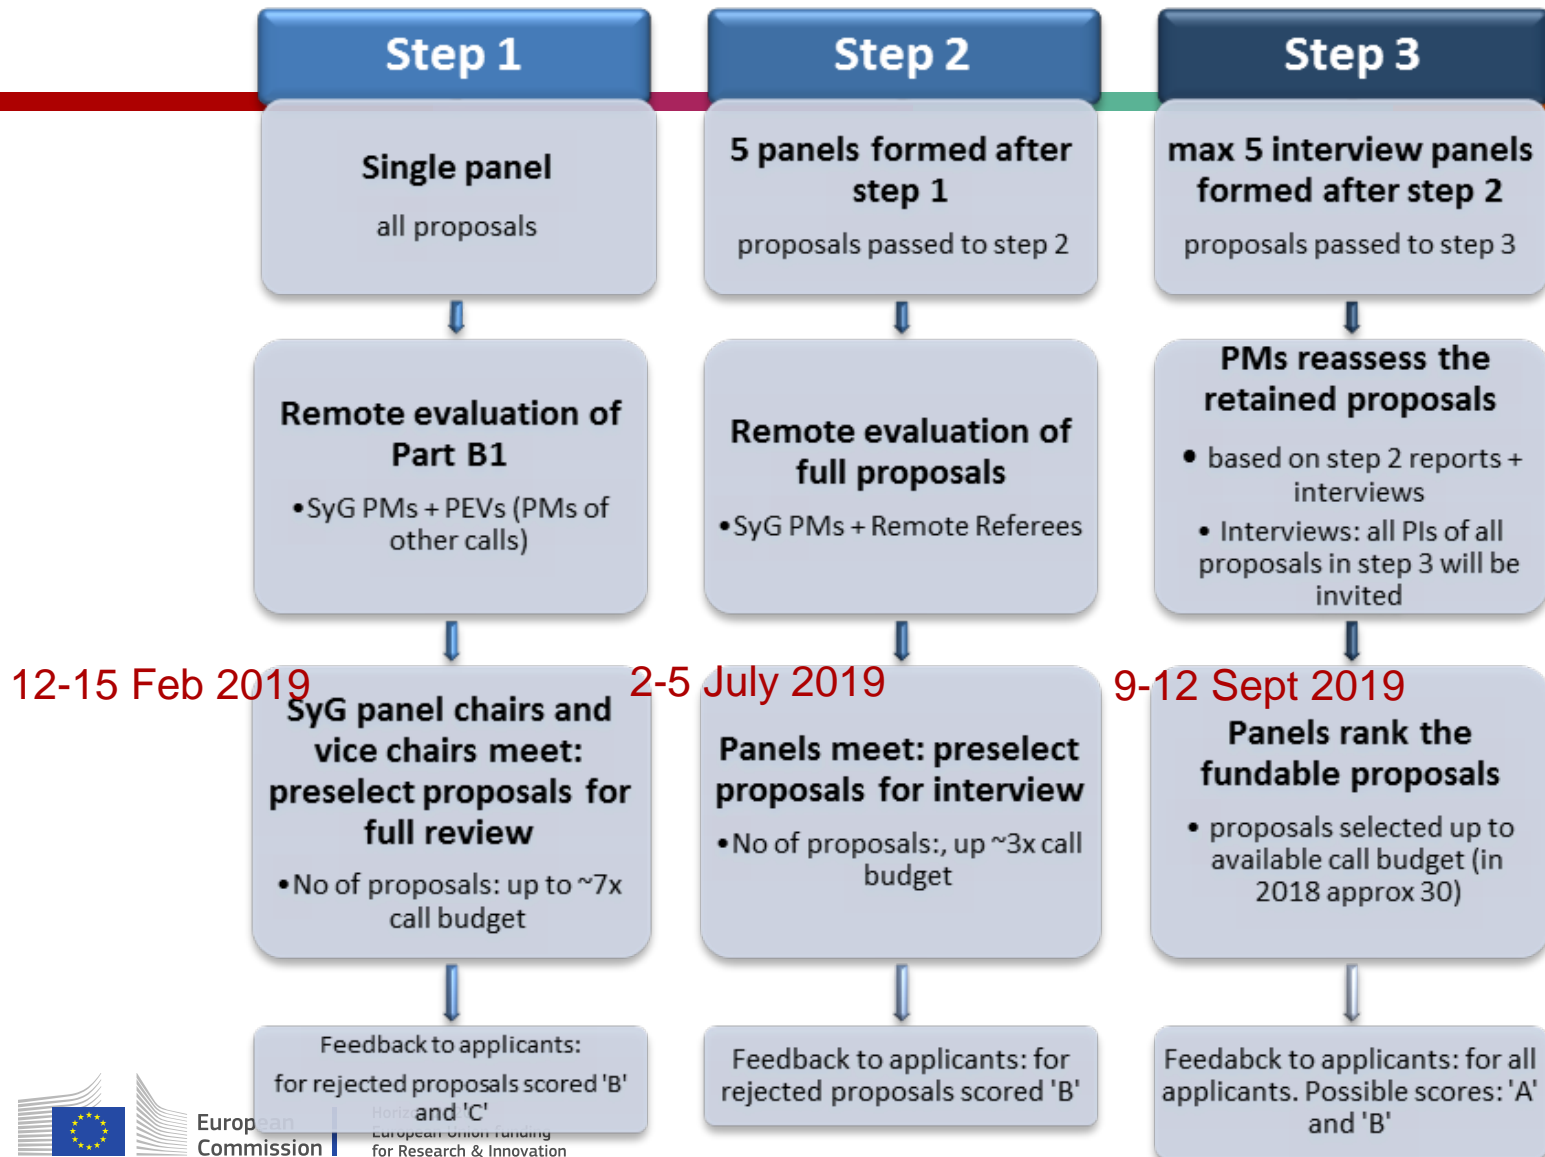 Step 1
Single panel
all proposals
Remote evaluation of
Part B1
•SyG PMs + PEVs (PMs of
other calls)
12-15 Feb 2019
SyG panel chairs and
vice chairs meet:
preselect proposals for
full review
•No of proposals: up to ~7x
call budget
Feedback to applicants:
for rejected proposals scored 'B'
and 'C'
Step 2
5 panels formed after
step 1
proposals passed to step 2
Remote evaluation of
full proposals
•SyG PMs + Remote Referees
2-5 July 2019
Panels meet: preselect
proposals for interview
•No of proposals:, up ~3x call
budget
Feedback to applicants: for
rejected proposals scored 'B'
Step 3
max 5 interview panels
formed after step 2
proposals passed to step 3
PMs reassess the
retained proposals
• based on step 2 reports +
interviews
• Interviews: all PIs of all
proposals in step 3 will be
invited
9-12 Sept 2019
Panels rank the
fundable proposals
• proposals selected up to
available call budget (in
2018 approx 30)
Feedabck to applicants: for all
applicants. Possible scores: 'A'
and 'B'
European
Commission
European Union funding
for Research & Innovation